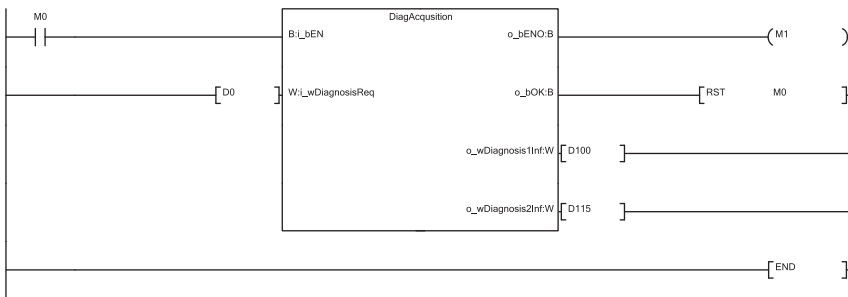 M0
DiagAcqusition
B:i_bEN o_bENO:B M1
D0 W:i_wDiagnosisReq o_bOK:B RST M0
o_wDiagnosis1Inf:W D100
o_wDiagnosis2Inf:W D115
END